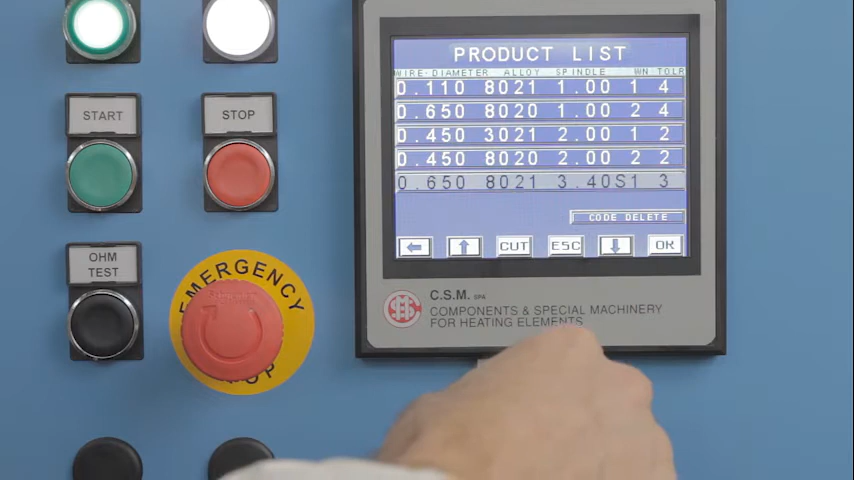 START
STOP
OHM
TEST
EMERGENCY
PRODUCT LIST
WIRE-DIAMETER ALLOY SPINDLE WN TOLR
0.110 8021 1.00 1 4
0.650 8020 1.00 2 4
0.450 3021 2.00 1 2
0.450 8020 2.00 2 2
0.650 8021 3.40S1 3
CODE DELETE
CUT ESC OK
C.S.M. SPA
COMPONENTS & SPECIAL MACHINERY
FOR HEATING ELEMENTS